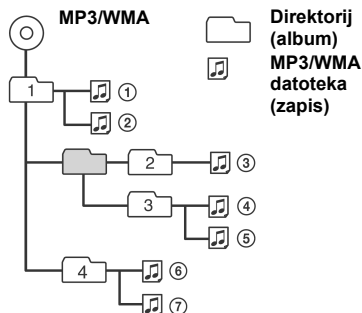 MP3/WMA
Direktorij
(album)
MP3/WMA
datoteka
(zapis)
1
①
②
2
③
3
④
⑤
4
⑥
⑦